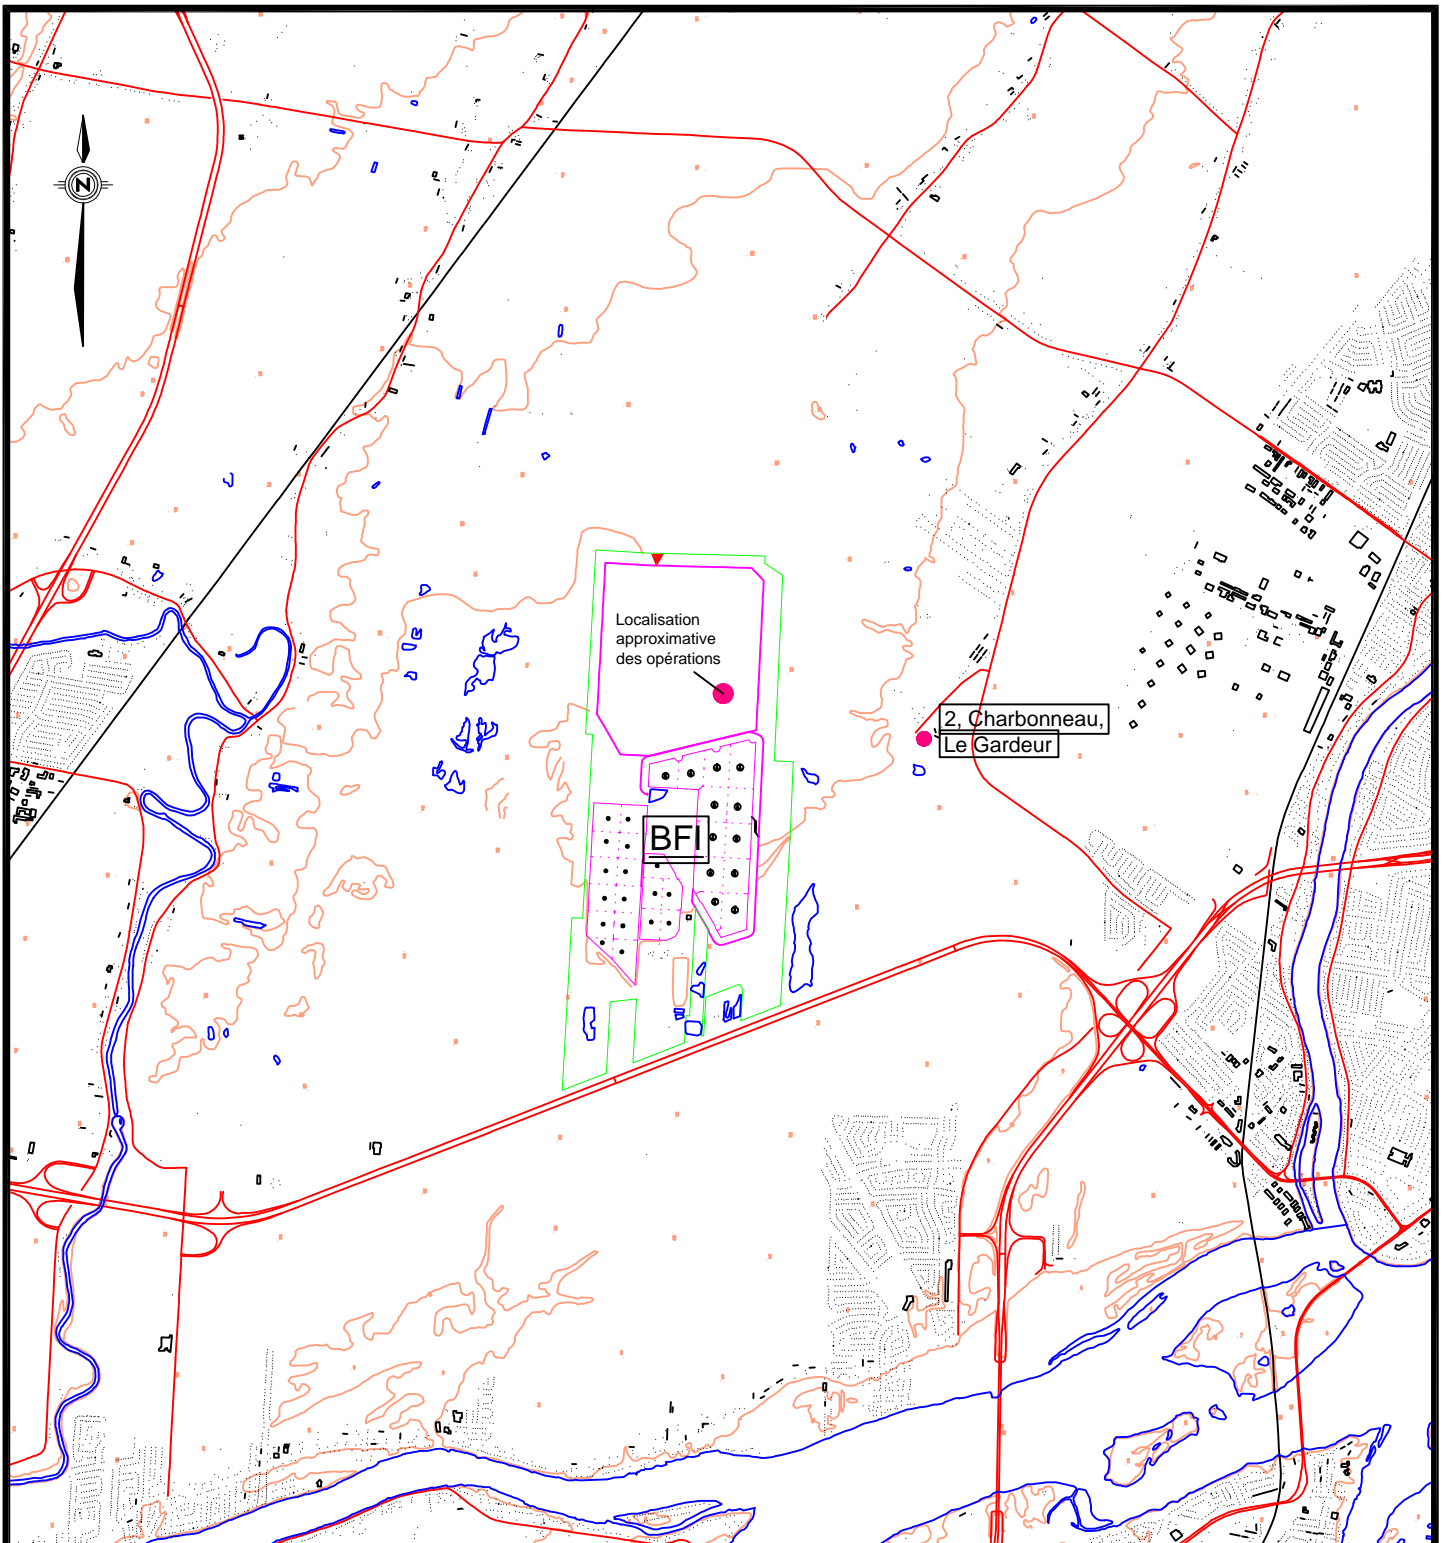 N
Localisation
approximative
des opérations
2, Charbonneau,
Le Gardeur
BFI